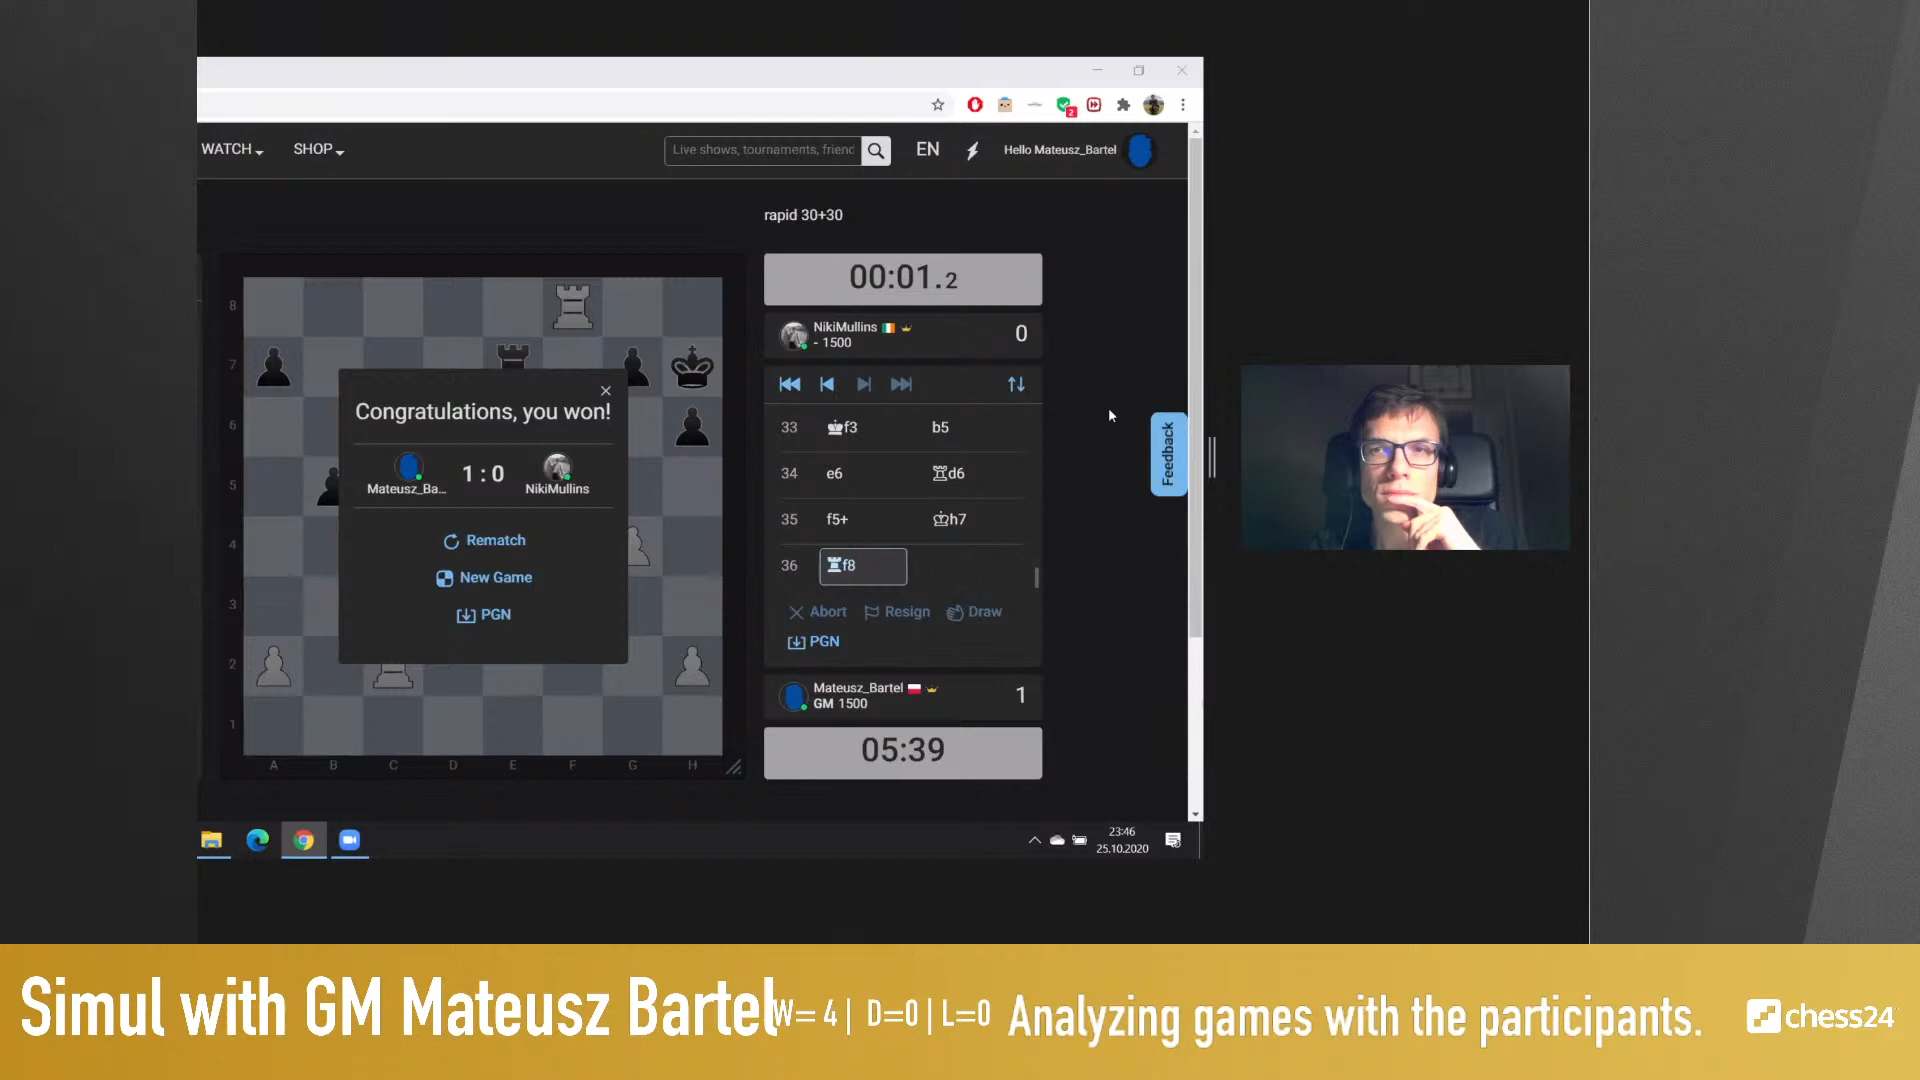 WATCH
SHOP
Live shows, tournaments, friend
EN
Hello Mateusz_Bartel
2
rapid 30+30
00:01.2
NikiMullins
- 1500
0
33 f3 b5
34 e6 d6
35 f5+ h7
36 f8
Abort Resign Draw
PGN
Mateusz_Bartel
GM 1500
1
05:39
8
7
6
5
4
3
2
1
A B C D E F G H
Congratulations, you won!
1 : 0
Mateusz_Ba...
NikiMullins
Rematch
New Game
PGN
Feedback
23:46
25.10.2020
Simul with GM Mateusz Bartel
W= 4 | D=0 | L=0
Analyzing games with the participants.
chess24